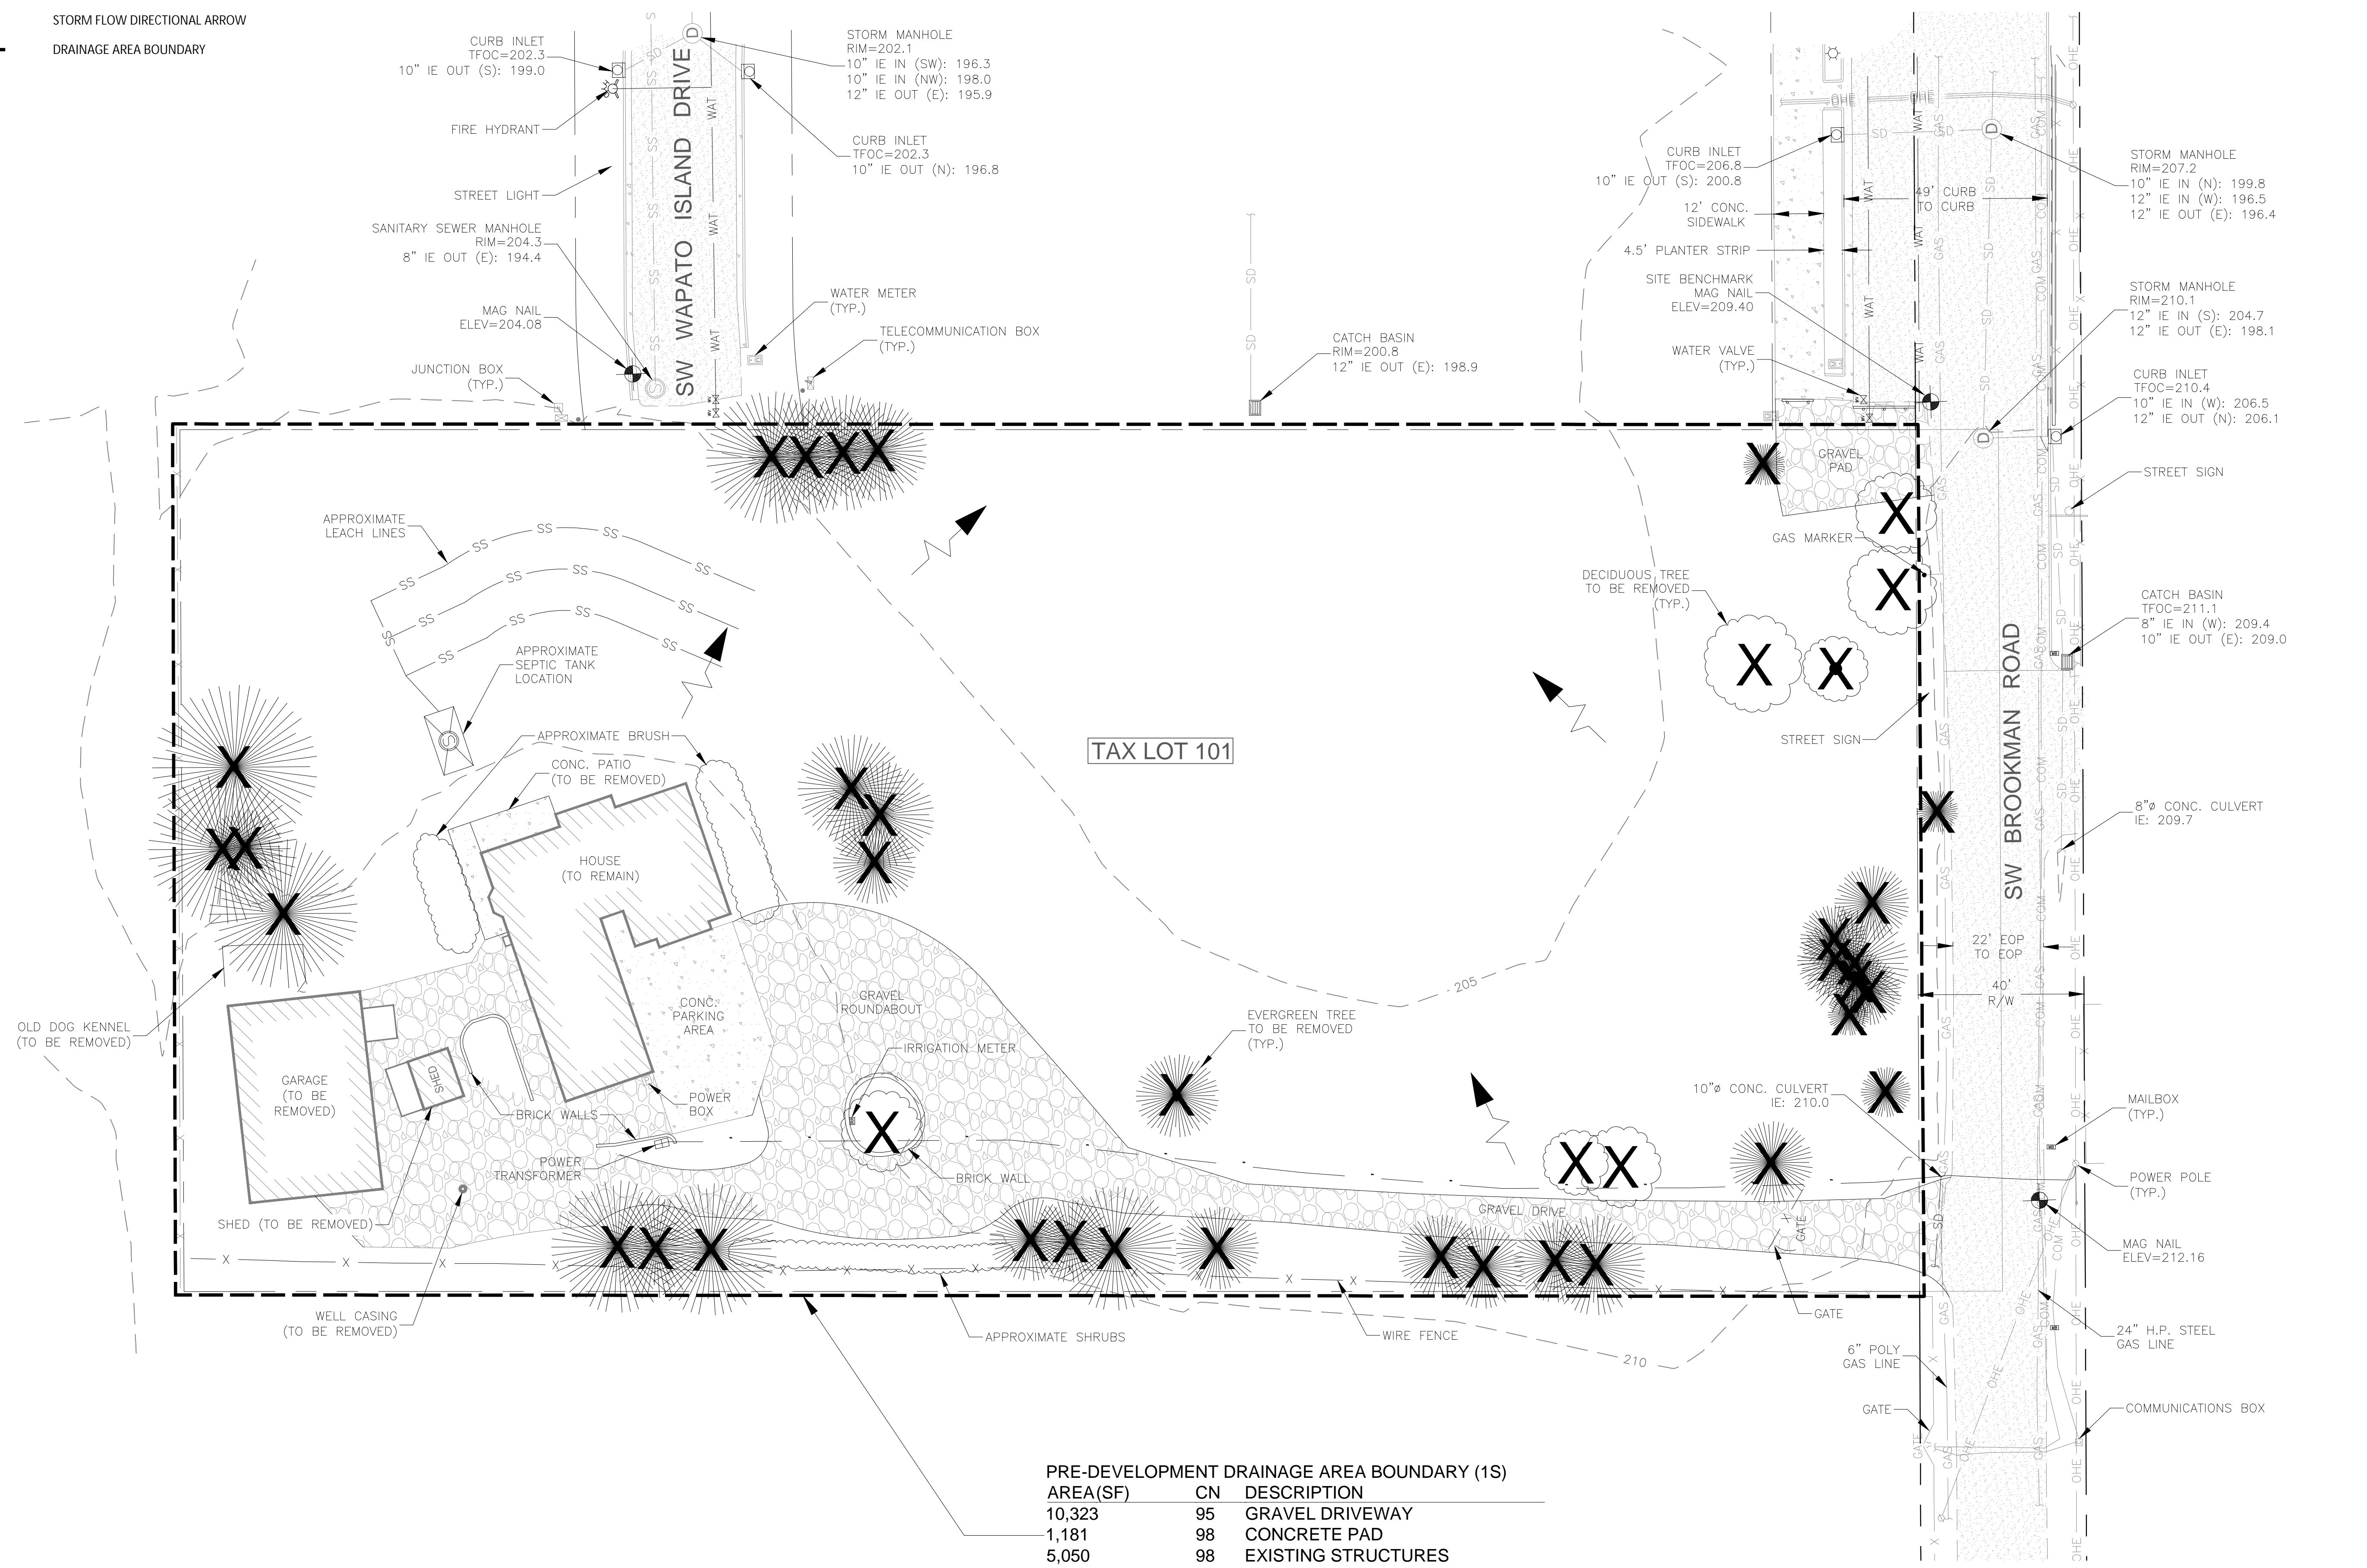 STORM FLOW DIRECTIONAL ARROW
DRAINAGE AREA BOUNDARY
CURB INLET
TFOC=202.3
10" IE OUT (S): 199.0
FIRE HYDRANT
STREET LIGHT
SANITARY SEWER MANHOLE
RIM=204.3
8" IE OUT (E): 194.4
MAG NAIL
ELEV=204.08
JUNCTION BOX
(TYP.)
SW WAPATO ISLAND DRIVE
STORM MANHOLE
RIM=202.1
10" IE IN (SW): 196.3
10" IE IN (NW): 198.0
12" IE OUT (E): 195.9
CURB INLET
TFOC=202.3
10" IE OUT (N): 196.8
WATER METER
(TYP.)
TELECOMMUNICATION BOX
(TYP.)
CATCH BASIN
RIM=200.8
12" IE OUT (E): 198.9
CURB INLET
TFOC=206.8
10" IE OUT (S): 200.8
12' CONC.
SIDEWALK
4.5' PLANTER STRIP
SITE BENCHMARK
MAG NAIL
ELEV=209.40
WATER VALVE
(TYP.)
49' CURB
TO CURB
STORM MANHOLE
RIM=207.2
10" IE IN (N): 199.8
12" IE IN (W): 196.5
12" IE OUT (E): 196.4
STORM MANHOLE
RIM=210.1
12" IE IN (S): 204.7
12" IE OUT (E): 198.1
CURB INLET
TFOC=210.4
10" IE IN (W): 206.5
12" IE OUT (N): 206.1
STREET SIGN
CATCH BASIN
TFOC=211.1
8" IE IN (W): 209.4
10" IE OUT (E): 209.0
GRAVEL
PAD
GAS MARKER
DECIDUOUS TREE
TO BE REMOVED
(TYP.)
STREET SIGN
SW BROOKMAN ROAD
8"ø CONC. CULVERT
IE: 209.7
22' EOP
TO EOP
40'
R/W
APPROXIMATE
LEACH LINES
APPROXIMATE
SEPTIC TANK
LOCATION
APPROXIMATE BRUSH
CONC. PATIO
(TO BE REMOVED)
HOUSE
(TO REMAIN)
TAX LOT 101
OLD DOG KENNEL
(TO BE REMOVED)
GARAGE
(TO BE
REMOVED)
SHED
CONC.
PARKING
AREA
GRAVEL
ROUNDABOUT
IRRIGATION METER
POWER
BOX
BRICK WALLS
POWER
TRANSFORMER
BRICK WALL
SHED (TO BE REMOVED)
205
EVERGREEN TREE
TO BE REMOVED
(TYP.)
10"ø CONC. CULVERT
IE: 210.0
MAILBOX
(TYP.)
POWER POLE
(TYP.)
GRAVEL DRIVE
GATE
MAG NAIL
ELEV=212.16
WELL CASING
(TO BE REMOVED)
APPROXIMATE SHRUBS
WIRE FENCE
GATE
210
24" H.P. STEEL
GAS LINE
6" POLY
GAS LINE
GATE
GATE
COMMUNICATIONS BOX
PRE-DEVELOPMENT DRAINAGE AREA BOUNDARY (1S)
AREA(SF) CN DESCRIPTION
10,323 95 GRAVEL DRIVEWAY
1,181 98 CONCRETE PAD
5,050 98 EXISTING STRUCTURES